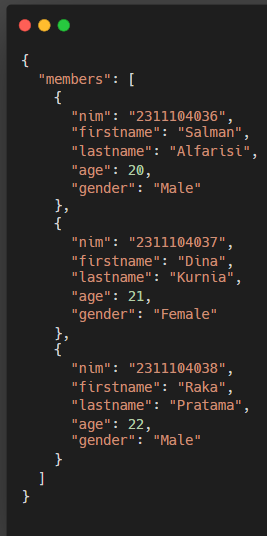 {
  "members": [
    {
      "nim": "2311104036",
      "firstname": "Salman",
      "lastname": "Alfarisi",
      "age": 20,
      "gender": "Male"
    },
    {
      "nim": "2311104037",
      "firstname": "Dina",
      "lastname": "Kurnia",
      "age": 21,
      "gender": "Female"
    },
    {
      "nim": "2311104038",
      "firstname": "Raka",
      "lastname": "Pratama",
      "age": 22,
      "gender": "Male"
    }
  ]
}